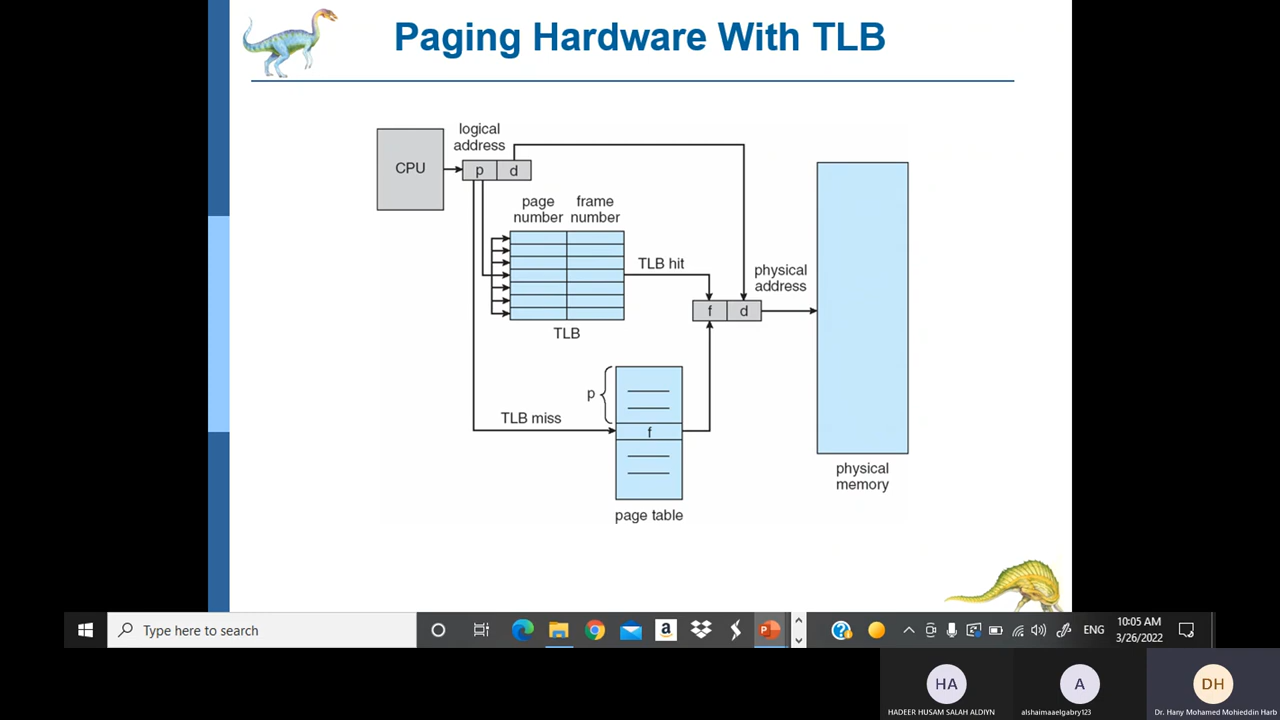 Paging Hardware With TLB
logical
address
CPU
p
d
page
number
frame
number
TLB hit
physical
address
f
d
TLB
p
TLB miss
f
physical
memory
page table
Type here to search
a
P
ENG
10:05 AM
3/26/2022
HA
A
DH
HADEER HUSAM SALAH ALDIYN
alshaimaaelgabry123
Dr. Hany Mohamed Mohieddin Harb